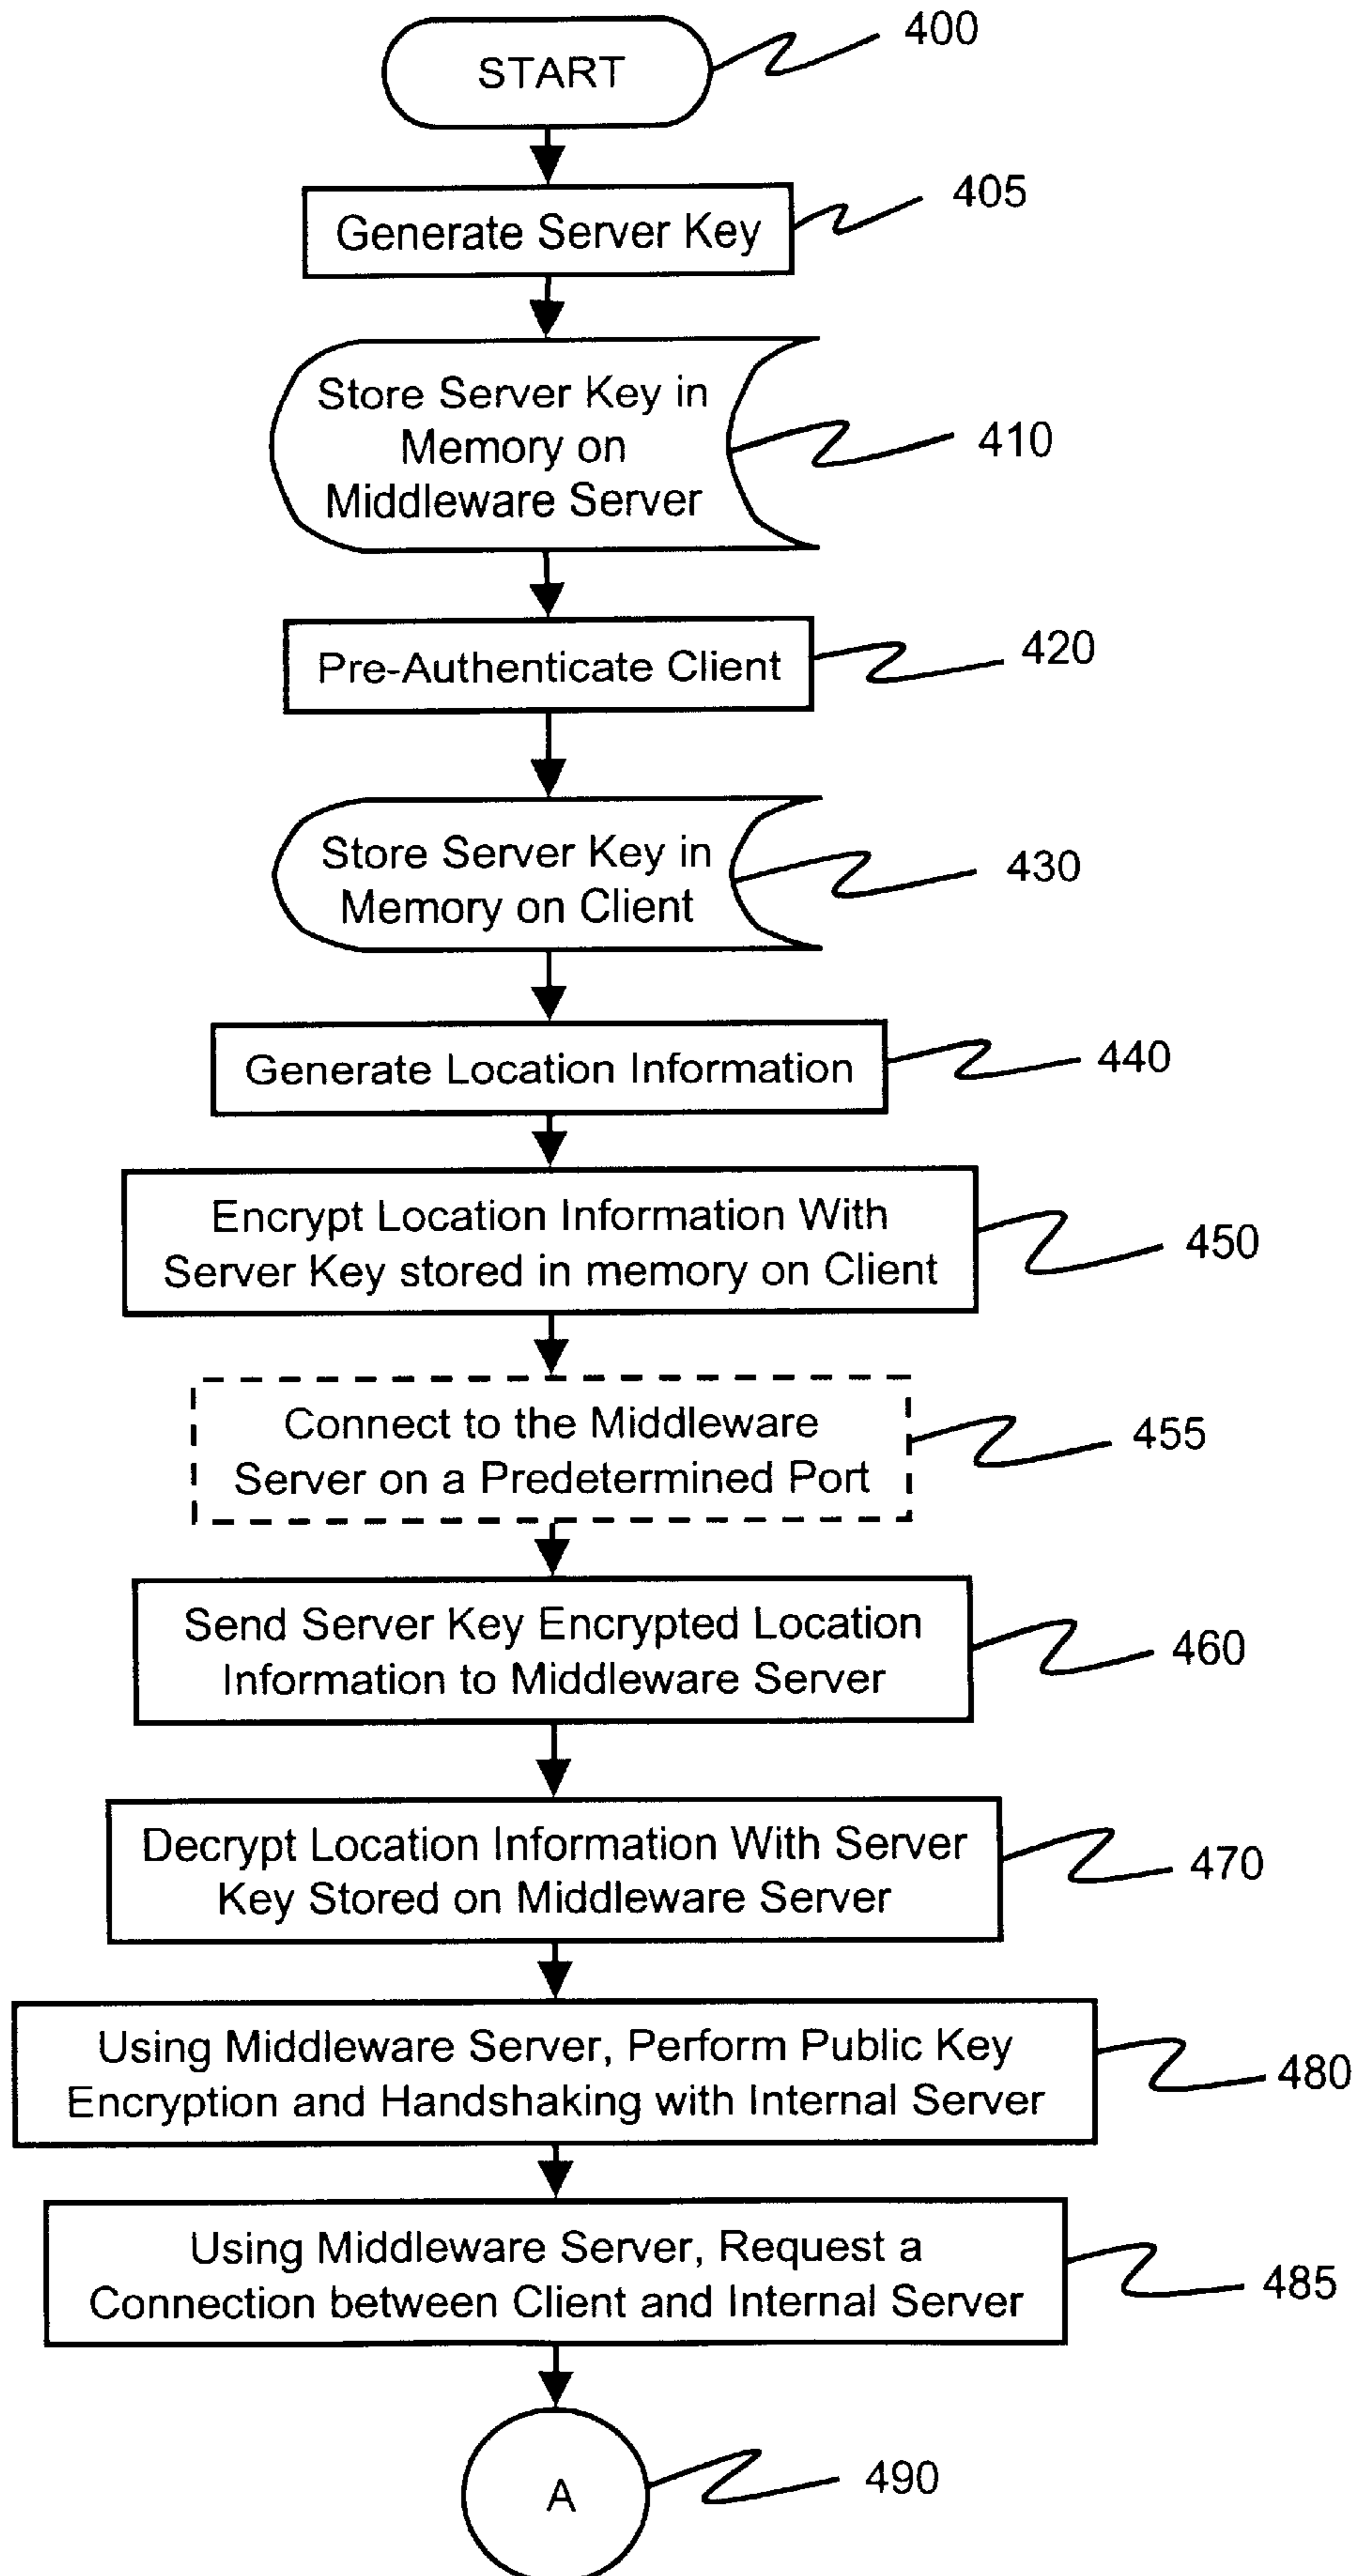 START
400
Generate Server Key
405
Store Server Key in
Memory on
Middleware Server
410
Pre-Authenticate Client
420
Store Server Key in
Memory on Client
430
Generate Location Information
440
Encrypt Location Information With
Server Key stored in memory on Client
450
Connect to the Middleware
Server on a Predetermined Port
455
Send Server Key Encrypted Location
Information to Middleware Server
460
Decrypt Location Information With Server
Key Stored on Middleware Server
470
Using Middleware Server, Perform Public Key
Encryption and Handshaking with Internal Server
480
Using Middleware Server, Request a
Connection between Client and Internal Server
485
A
490